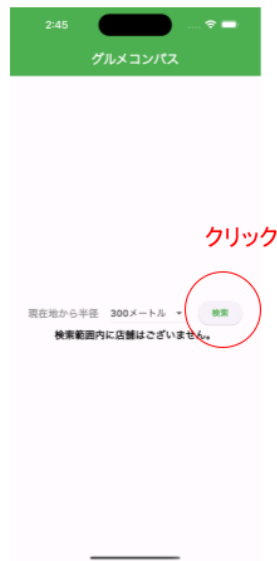 2:45
グルメコンパス
クリック
現在地から半径 300メートル 検索
検索範囲内に店舗はございません。